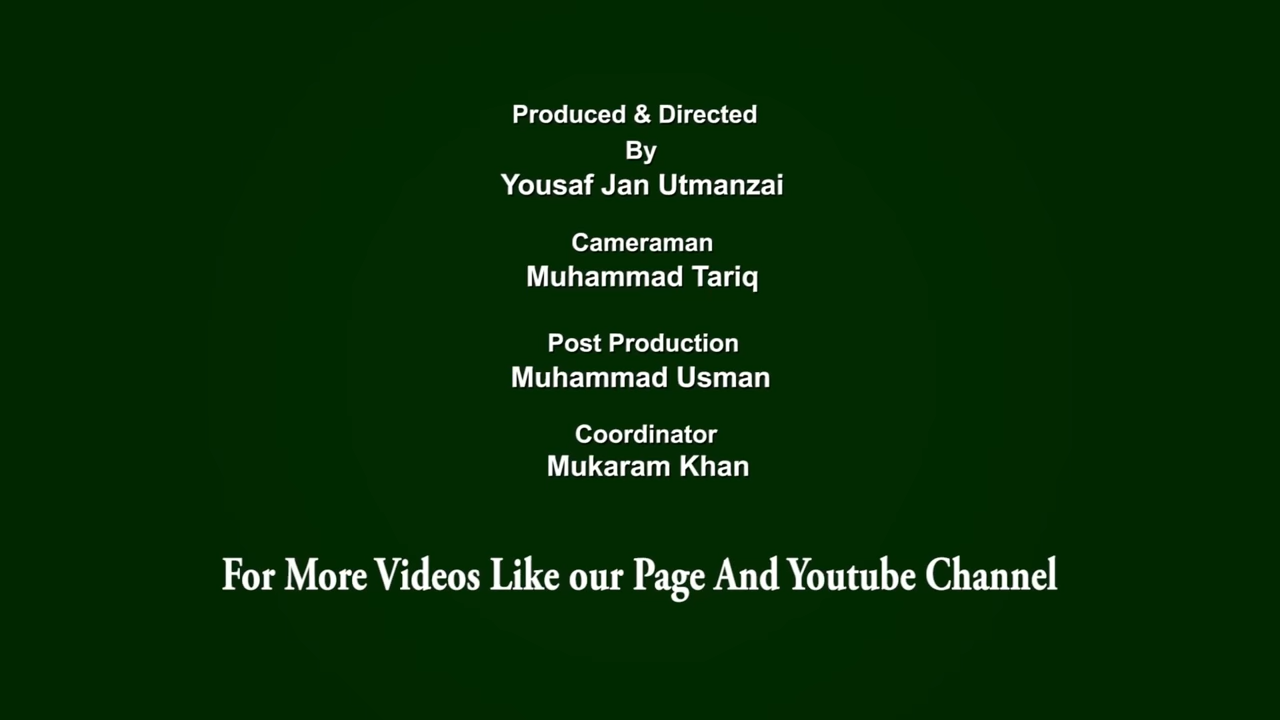 Produced & Directed
By
Yousaf Jan Utmanzai
Cameraman
Muhammad Tariq
Post Production
Muhammad Usman
Coordinator
Mukaram Khan
For More Videos Like our Page And Youtube Channel